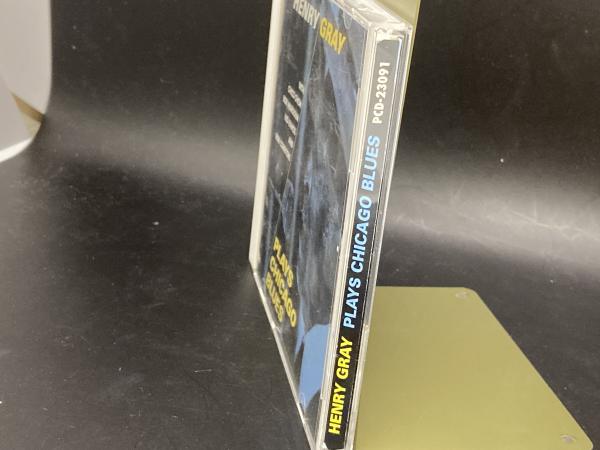 HENRY GRAY
PLAYS
CHICAGO
BLUES
HENRY GRAY PLAYS CHICAGO BLUES PCD-23091